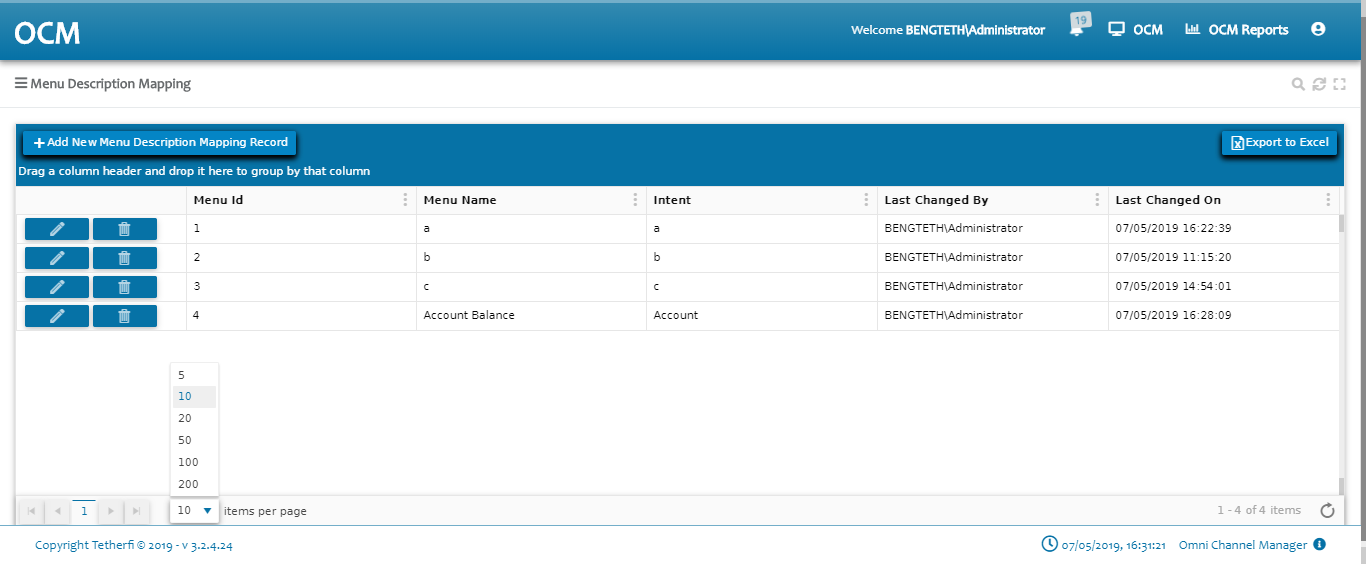 OCM
Welcome BENGTETH\Administrator
19
OCM
OCM Reports
Menu Description Mapping
Add New Menu Description Mapping Record
Export to Excel
Drag a column header and drop it here to group by that column
Menu Id Menu Name Intent Last Changed By Last Changed On
1 a a BENGTETH\Administrator 07/05/2019 16:22:39
2 b b BENGTETH\Administrator 07/05/2019 11:15:20
3 c c BENGTETH\Administrator 07/05/2019 14:54:01
4 Account Balance Account BENGTETH\Administrator 07/05/2019 16:28:09
5
10
20
50
100
200
1 10 items per page 1 - 4 of 4 items
Copyright Tetherfi © 2019 - v 3.2.4.24 07/05/2019, 16:31:21 Omni Channel Manager